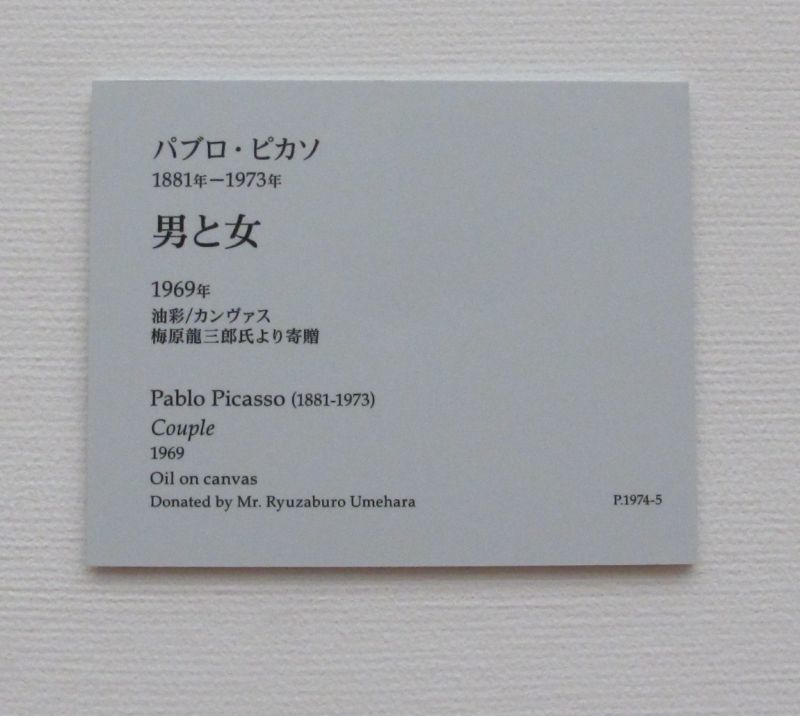 パブロ・ピカソ
1881年－1973年
男と女
1969年
油彩/カンヴァス
梅原龍三郎氏より寄贈
Pablo Picasso (1881-1973)
Couple
1969
Oil on canvas
Donated by Mr. Ryuzaburo Umehara
P.1974-5